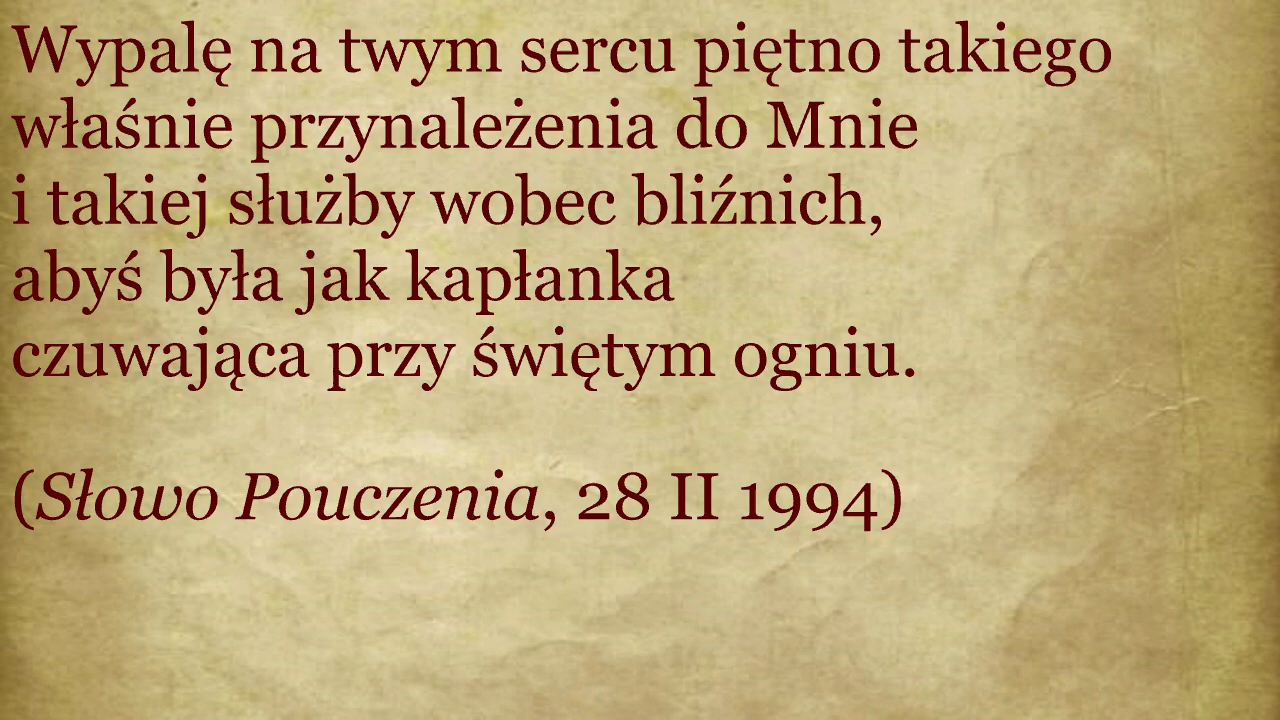 Wypalę na twym sercu piętno takiego
właśnie przynależenia do Mnie
i takiej służby wobec bliźnich,
abyś była jak kapłanka
czuwająca przy świętym ogniu.
(Słowo Pouczenia, 28 II 1994)